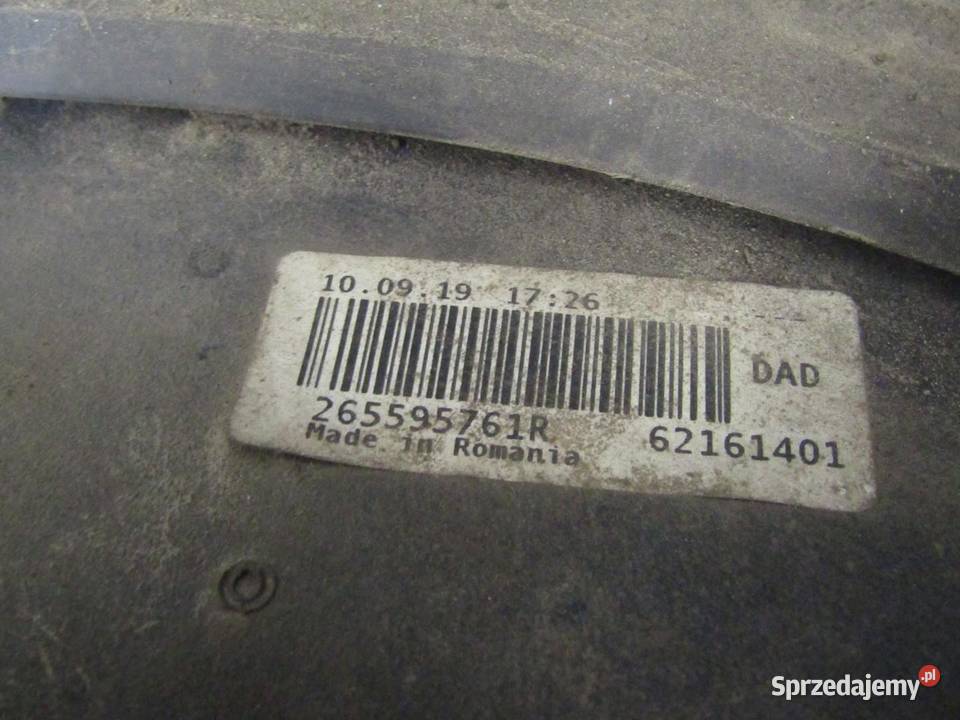 10.09.19 17:26
DAD
265595761R 62161401
Made in Romania
Sprzedajemy.pl